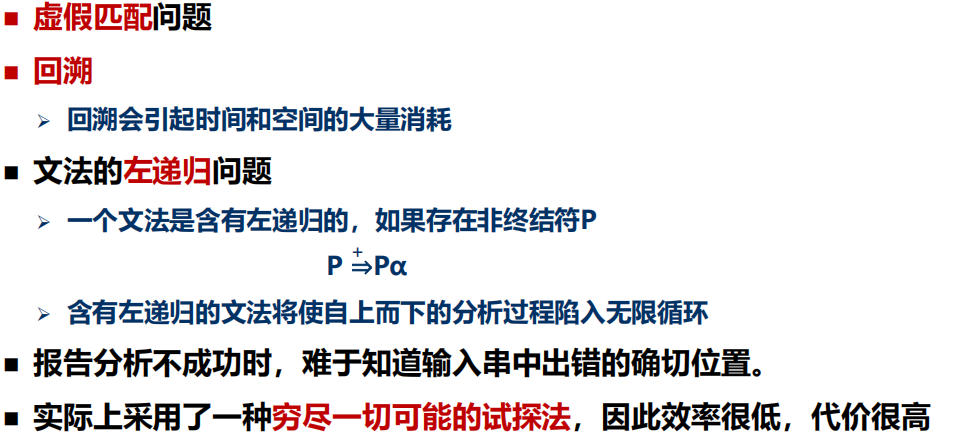 ■ 虚假匹配问题
■ 回溯
➢ 回溯会引起时间和空间的大量消耗
■ 文法的左递归问题
➢ 一个文法是含有左递归的，如果存在非终结符P
P ⇒⁺ Pα
➢ 含有左递归的文法将使自上而下的分析过程陷入无限循环
■ 报告分析不成功时，难于知道输入串中出错的确切位置。
■ 实际上采用了一种穷尽一切可能的试探法，因此效率很低，代价很高